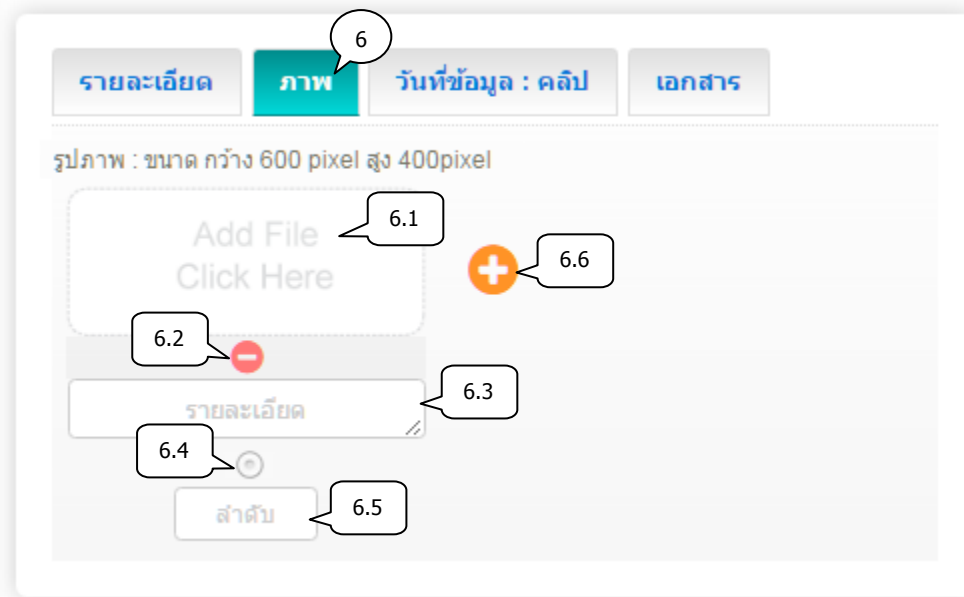 6
รายละเอียด ภาพ วันที่ข้อมูล : คลิป เอกสาร
รูปภาพ : ขนาด กว้าง 600 pixel สูง 400pixel
Add File
Click Here
6.1
6.6
6.2
6.3
รายละเอียด
6.4
ลำดับ
6.5